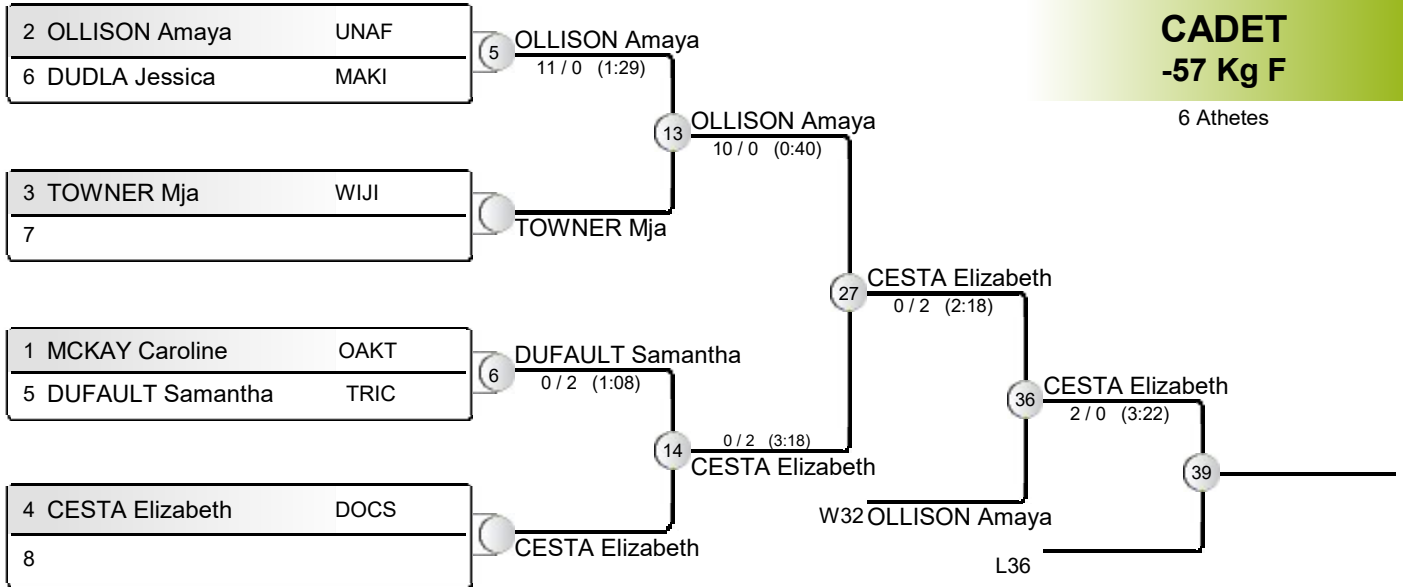 CADET
-57 Kg F
6 Athetes
2 OLLISON Amaya UNAF
6 DUDLA Jessica MAKI
5 OLLISON Amaya
11 / 0 (1:29)
13 OLLISON Amaya
10 / 0 (0:40)
3 TOWNER Mja WIJI
7
TOWNER Mja
27 CESTA Elizabeth
0 / 2 (2:18)
1 MCKAY Caroline OAKT
5 DUFAULT Samantha TRIC
6 DUFAULT Samantha
0 / 2 (1:08)
36 CESTA Elizabeth
2 / 0 (3:22)
14 0 / 2 (3:18)
CESTA Elizabeth
39
4 CESTA Elizabeth DOCS
8
CESTA Elizabeth
W32 OLLISON Amaya
L36